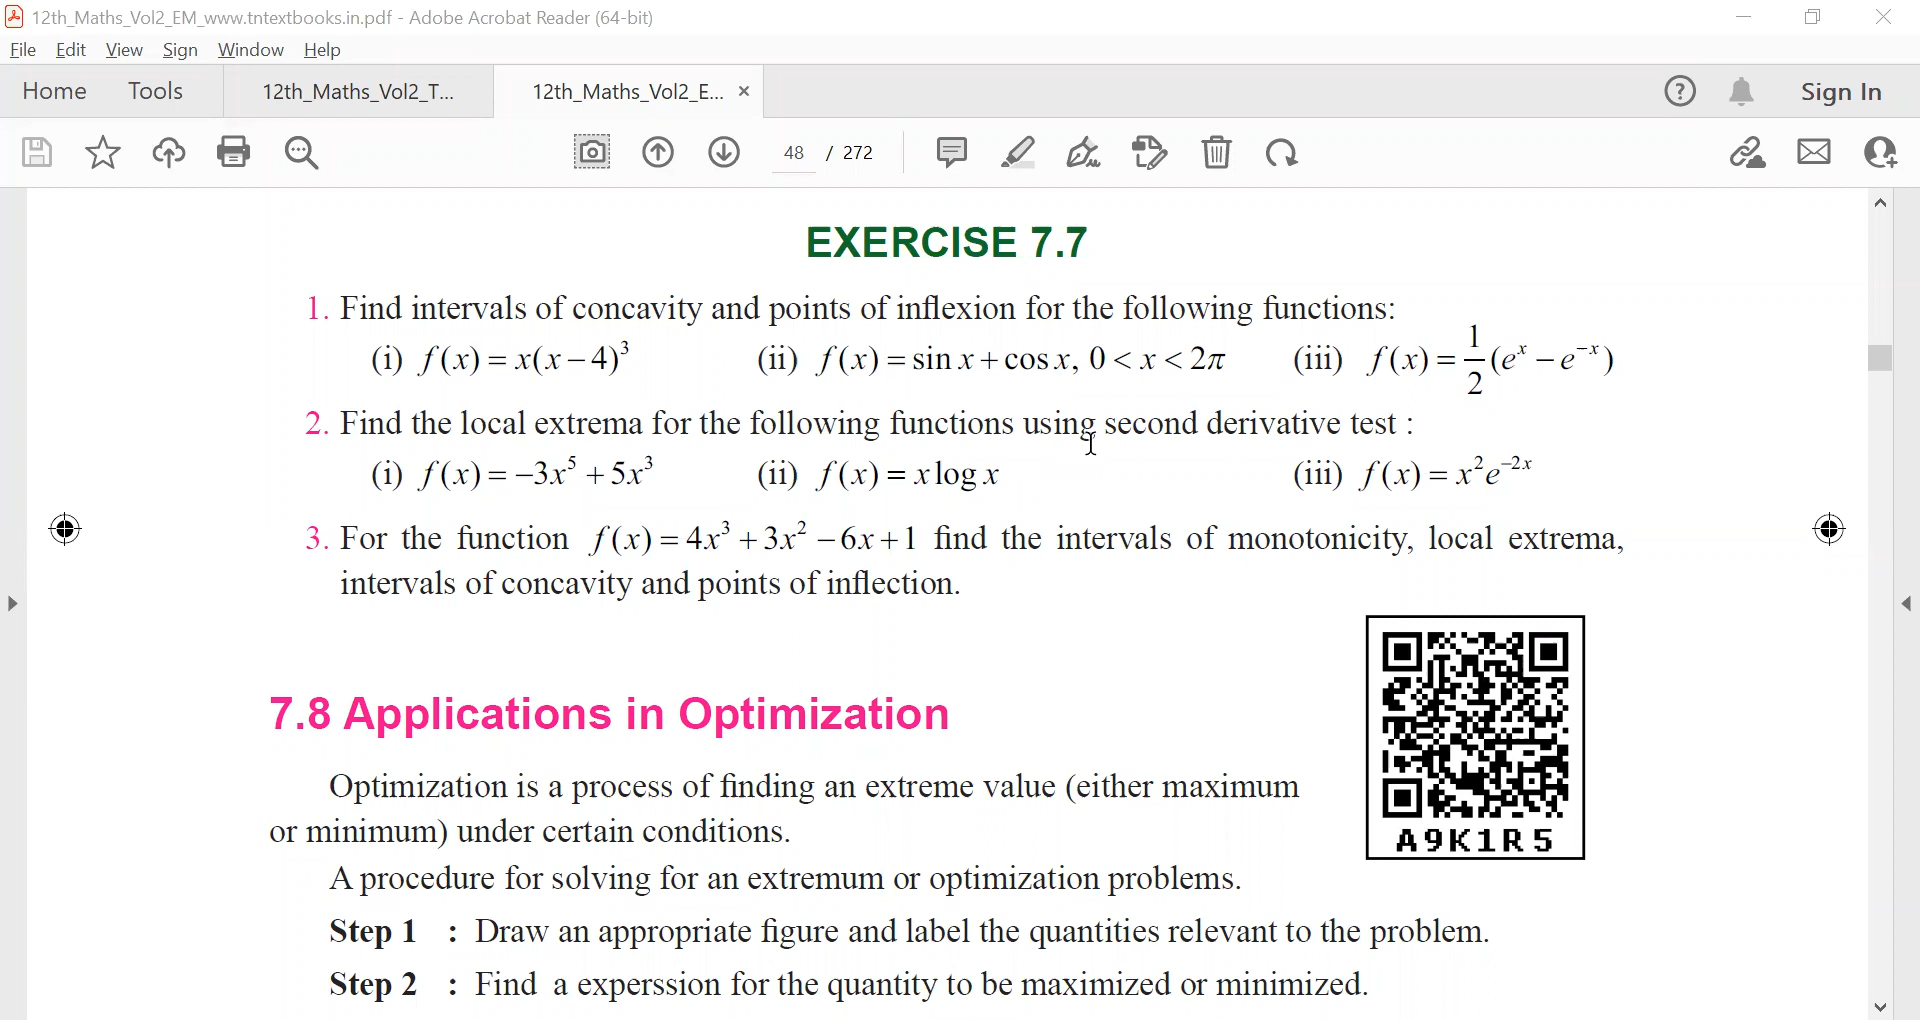 12th_Maths_Vol2_EM_www.tntextbooks.in.pdf - Adobe Acrobat Reader (64-bit)
File Edit View Sign Window Help
Home Tools 12th_Maths_Vol2_T... 12th_Maths_Vol2_E... × Sign In
48 / 272
EXERCISE 7.7
1. Find intervals of concavity and points of inflexion for the following functions:
(i) f(x) = x(x − 4)³ (ii) f(x) = sin x + cos x, 0 < x < 2π (iii) f(x) = 1/2 (eˣ − e⁻ˣ)
2. Find the local extrema for the following functions using second derivative test :
(i) f(x) = −3x⁵ + 5x³ (ii) f(x) = x log x (iii) f(x) = x²e⁻²ˣ
3. For the function f(x) = 4x³ + 3x² − 6x + 1 find the intervals of monotonicity, local extrema,
intervals of concavity and points of inflection.
7.8 Applications in Optimization
Optimization is a process of finding an extreme value (either maximum
or minimum) under certain conditions.
A9K1R5
A procedure for solving for an extremum or optimization problems.
Step 1 : Draw an appropriate figure and label the quantities relevant to the problem.
Step 2 : Find a experssion for the quantity to be maximized or minimized.